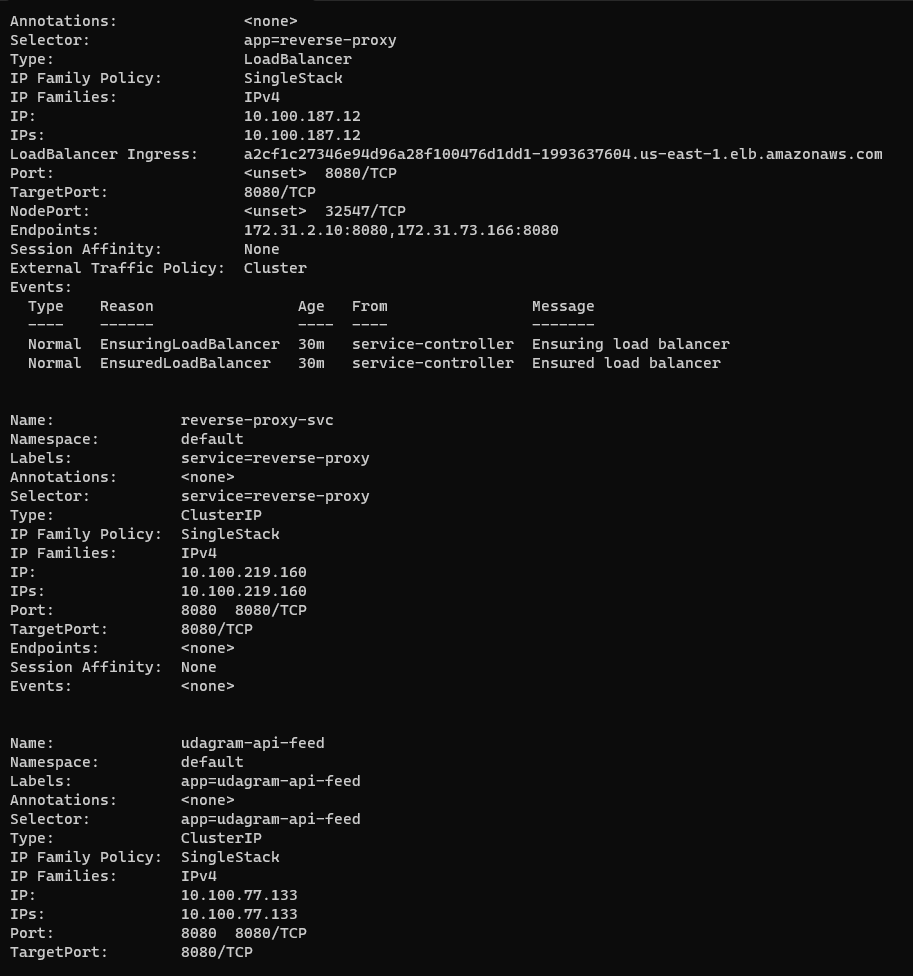 Annotations:              <none>
Selector:                 app=reverse-proxy
Type:                     LoadBalancer
IP Family Policy:         SingleStack
IP Families:              IPv4
IP:                       10.100.187.12
IPs:                      10.100.187.12
LoadBalancer Ingress:     a2cf1c27346e94d96a28f100476d1dd1-1993637604.us-east-1.elb.amazonaws.com
Port:                     <unset>  8080/TCP
TargetPort:               8080/TCP
NodePort:                 <unset>  32547/TCP
Endpoints:                172.31.2.10:8080,172.31.73.166:8080
Session Affinity:         None
External Traffic Policy:  Cluster
Events:
  Type    Reason                Age   From                Message
  ----    ------                ----  ----                -------
  Normal  EnsuringLoadBalancer  30m   service-controller  Ensuring load balancer
  Normal  EnsuredLoadBalancer   30m   service-controller  Ensured load balancer
Name:              reverse-proxy-svc
Namespace:         default
Labels:            service=reverse-proxy
Annotations:       <none>
Selector:          service=reverse-proxy
Type:              ClusterIP
IP Family Policy:  SingleStack
IP Families:       IPv4
IP:                10.100.219.160
IPs:               10.100.219.160
Port:              8080  8080/TCP
TargetPort:        8080/TCP
Endpoints:         <none>
Session Affinity:  None
Events:            <none>
Name:              udagram-api-feed
Namespace:         default
Labels:            app=udagram-api-feed
Annotations:       <none>
Selector:          app=udagram-api-feed
Type:              ClusterIP
IP Family Policy:  SingleStack
IP Families:       IPv4
IP:                10.100.77.133
IPs:               10.100.77.133
Port:              8080  8080/TCP
TargetPort:        8080/TCP